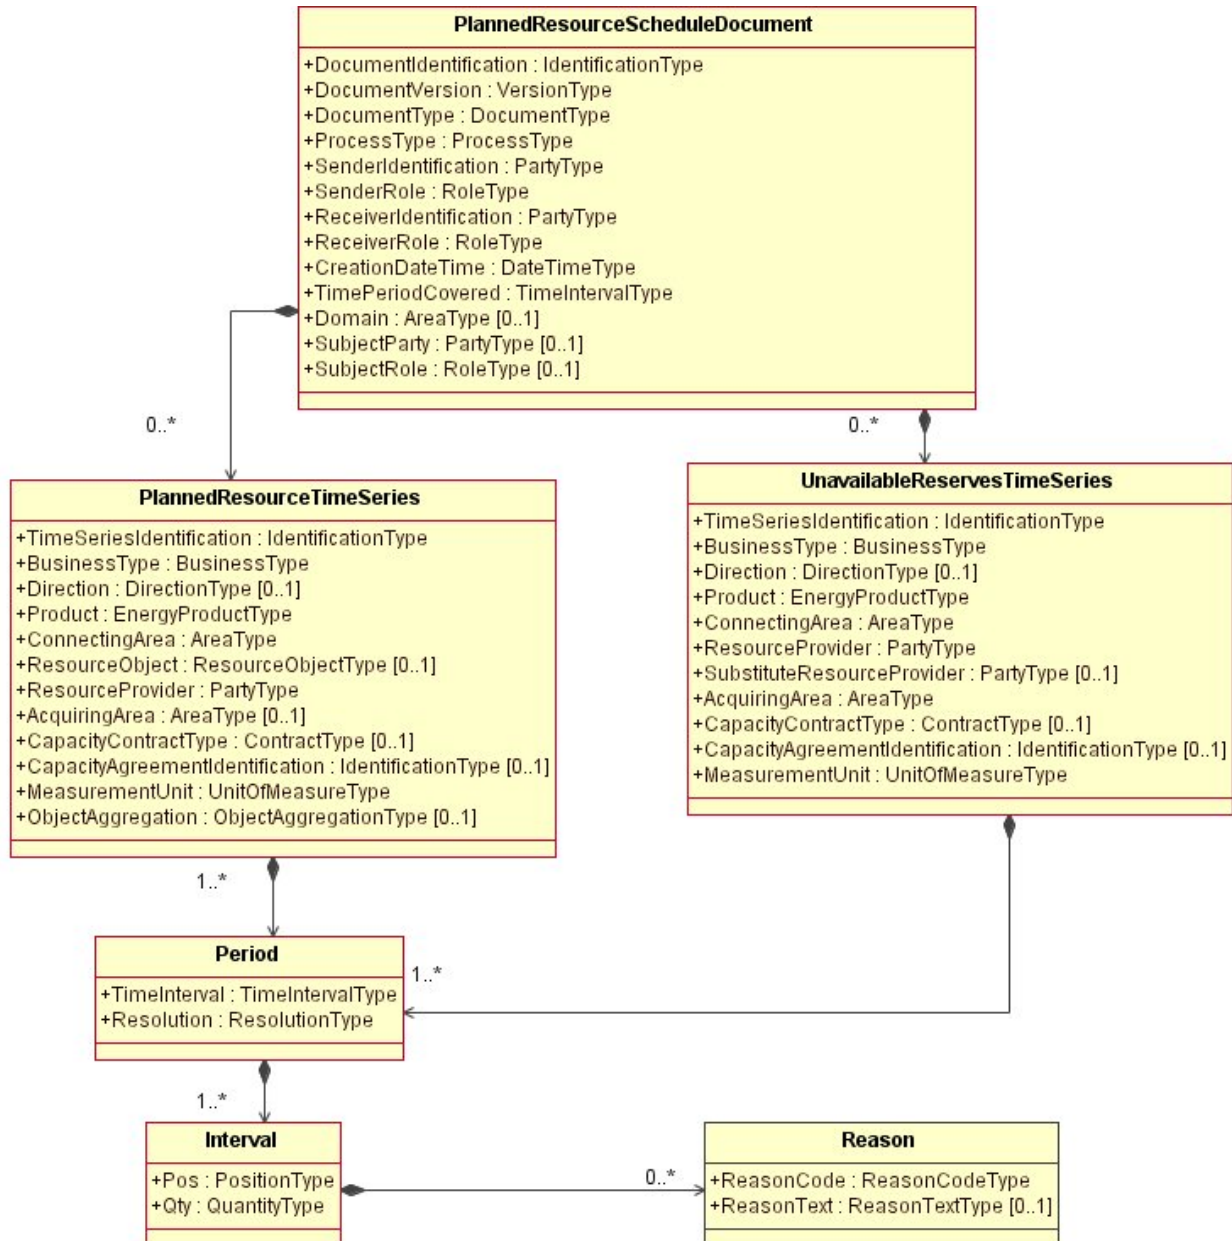 PlannedResourceScheduleDocument
+DocumentIdentification : IdentificationType
+DocumentVersion : VersionType
+DocumentType : DocumentType
+ProcessType : ProcessType
+SenderIdentification : PartyType
+SenderRole : RoleType
+ReceiverIdentification : PartyType
+ReceiverRole : RoleType
+CreationDateTime : DateTimeType
+TimePeriodCovered : TimeIntervalType
+Domain : AreaType [0..1]
+SubjectParty : PartyType [0..1]
+SubjectRole : RoleType [0..1]
0..*
0..*
PlannedResourceTimeSeries
+TimeSeriesIdentification : IdentificationType
+BusinessType : BusinessType
+Direction : DirectionType [0..1]
+Product : EnergyProductType
+ConnectingArea : AreaType
+ResourceObject : ResourceObjectType [0..1]
+ResourceProvider : PartyType
+AcquiringArea : AreaType [0..1]
+CapacityContractType : ContractType [0..1]
+CapacityAgreementIdentification : IdentificationType [0..1]
+MeasurementUnit : UnitOfMeasureType
+ObjectAggregation : ObjectAggregationType [0..1]
UnavailableReservesTimeSeries
+TimeSeriesIdentification : IdentificationType
+BusinessType : BusinessType
+Direction : DirectionType [0..1]
+Product : EnergyProductType
+ConnectingArea : AreaType
+ResourceProvider : PartyType
+SubstituteResourceProvider : PartyType [0..1]
+AcquiringArea : AreaType
+CapacityContractType : ContractType [0..1]
+CapacityAgreementIdentification : IdentificationType [0..1]
+MeasurementUnit : UnitOfMeasureType
1..*
Period
+TimeInterval : TimeIntervalType
+Resolution : ResolutionType
1..*
1..*
Interval
+Pos : PositionType
+Qty : QuantityType
0..*
Reason
+ReasonCode : ReasonCodeType
+ReasonText : ReasonTextType [0..1]